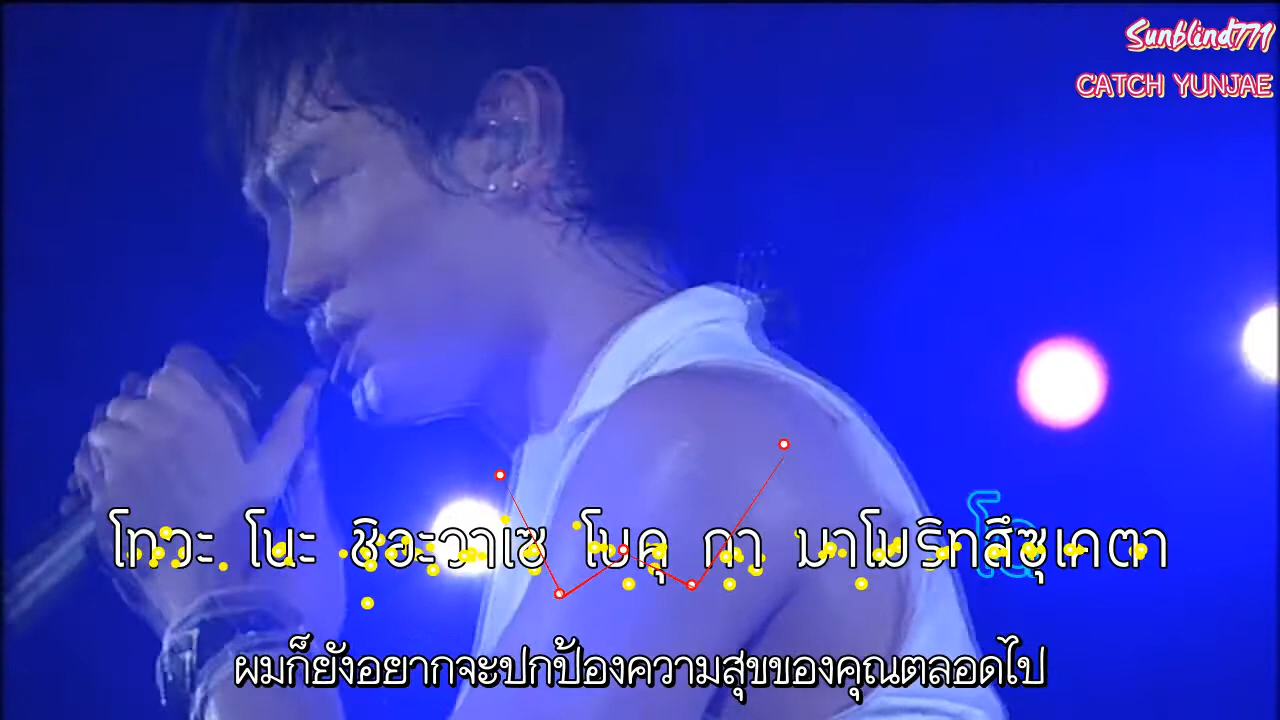 Sunblind771
CATCH YUNJAE
โทวะ โนะ ชิอะวาเซ โบคุ กา มาโมริทสึซุเคตา
ผมก็ยังอยากจะปกป้องความสุขของคุณตลอดไป